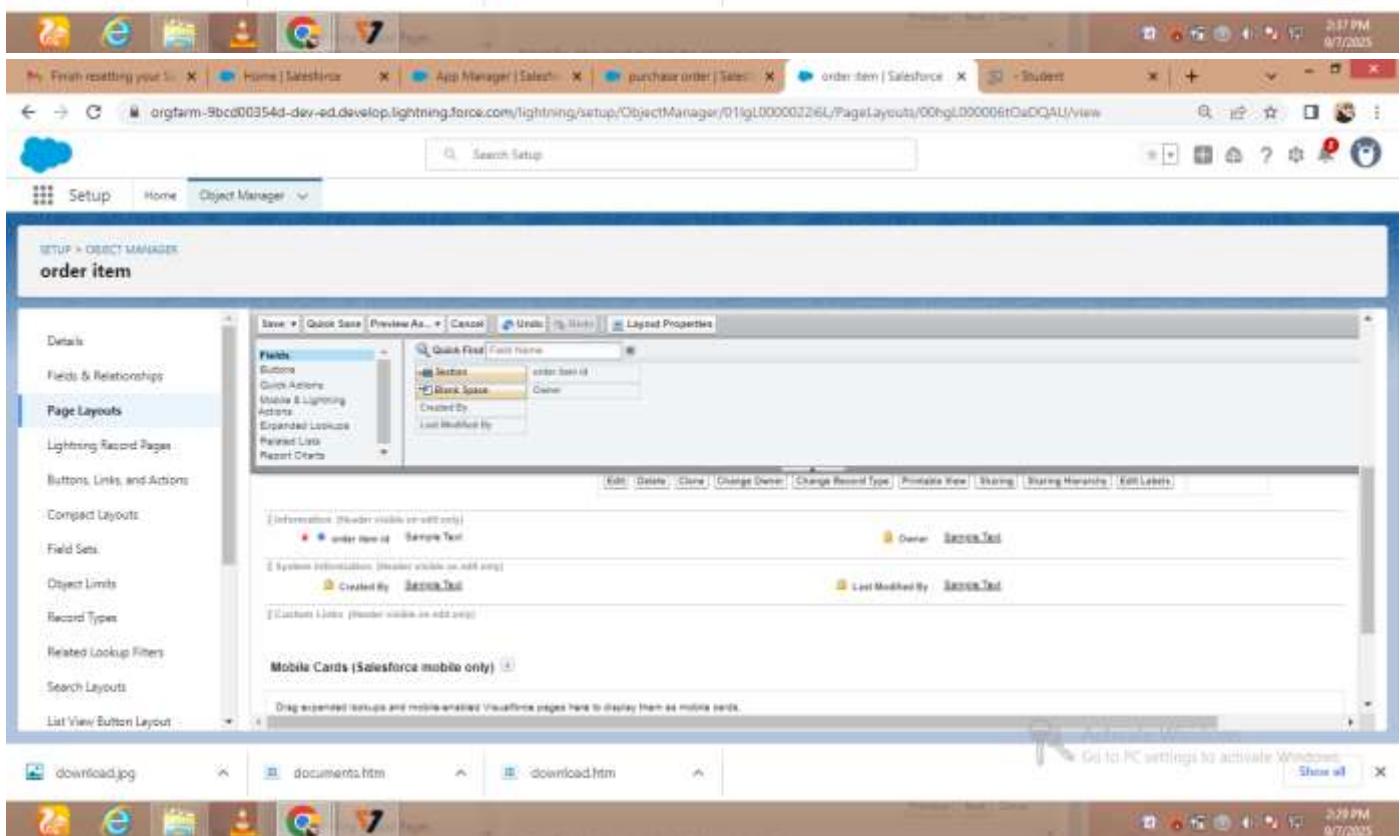 2:37 PM
9/7/2025
Finish resetting your S
Home | Salesforce
App Manager | Salesf
purchase order | Sales
order item | Salesforce
- Student
orgfarm-9bcd00354d-dev-ed.develop.lightning.force.com/lightning/setup/ObjectManager/
Search Setup
Setup
Home
Object Manager
SETUP > OBJECT MANAGER
order item
Details
Fields & Relationships
Page Layouts
Lightning Record Pages
Buttons, Links, and Actions
Compact Layouts
Field Sets
Object Limits
Record Types
Related Lookup Filters
Search Layouts
List View Button Layout
Save
Quick Save
Preview As...
Cancel
Undo
Redo
Layout Properties
Fields
Buttons
Quick Actions
Mobile & Lightning
Actions
Expanded Lookups
Related Lists
Report Charts
Quick Find
Field Name
Section
order item id
Blank Space
Owner
Created By
Last Modified By
Edit
Delete
Clone
Change Owner
Change Record Type
Printable View
Sharing
Sharing Hierarchy
Edit Labels
Information (Header visible on edit only)
order item id Sample Text
Owner Sample Text
System Information (Header visible on edit only)
Created By Sample Text
Last Modified By Sample Text
Custom Links (Header visible on edit only)
Mobile Cards (Salesforce mobile only)
Drag expanded lookups and mobile-enabled Visualforce pages here to display them as mobile cards.
Activate Windows
Go to PC settings to activate Windows.
download.jpg
documents.htm
download.htm
Show all
2:39 PM
9/7/2025